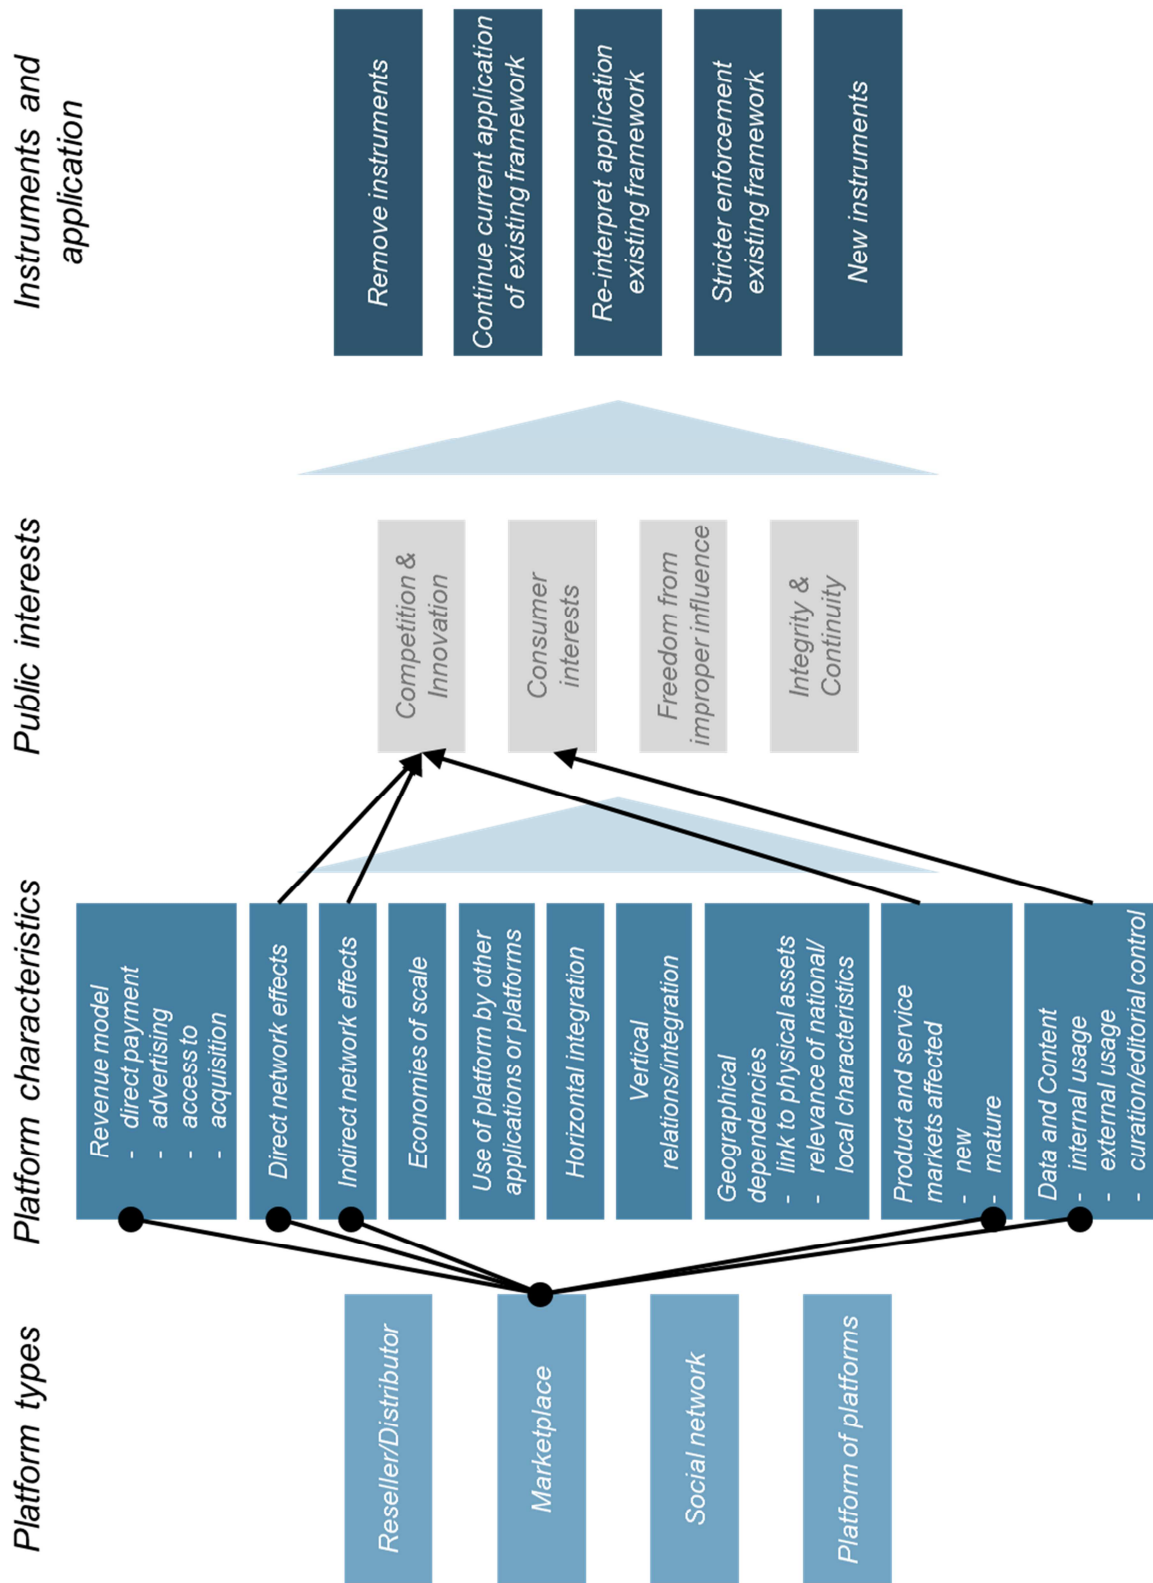 Platform types
Reseller/Distributor
Marketplace
Social network
Platform of platforms
Platform characteristics
Revenue model
- direct payment
- advertising
- access to
- acquisition
Direct network effects
Indirect network effects
Economies of scale
Use of platform by other
applications or platforms
Horizontal integration
Vertical
relations/integration
Geographical
dependencies
- link to physical assets
- relevance of national/
local characteristics
Product and service
markets affected
- new
- mature
Data and Content
- internal usage
- external usage
- curation/editorial control
Public interests
Competition &
Innovation
Consumer
interests
Freedom from
improper influence
Integrity &
Continuity
Instruments and
application
Remove instruments
Continue current application
of existing framework
Re-interpret application
existing framework
Stricter enforcement
existing framework
New instruments